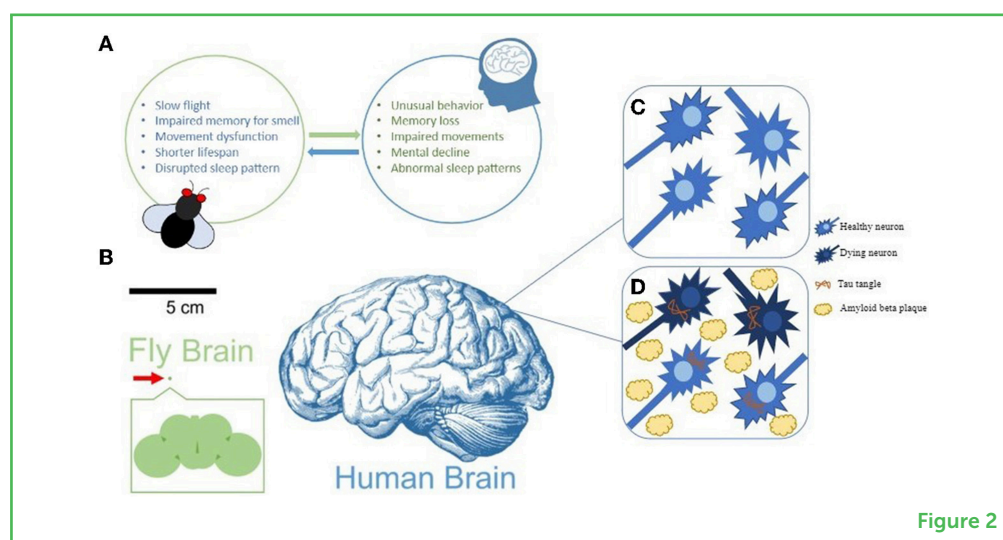 A
• Slow flight
• Impaired memory for smell
• Movement dysfunction
• Shorter lifespan
• Disrupted sleep pattern
• Unusual behavior
• Memory loss
• Impaired movements
• Mental decline
• Abnormal sleep patterns
B
5 cm
Fly Brain
Human Brain
C
D
Healthy neuron
Dying neuron
Tau tangle
Amyloid beta plaque
Figure 2